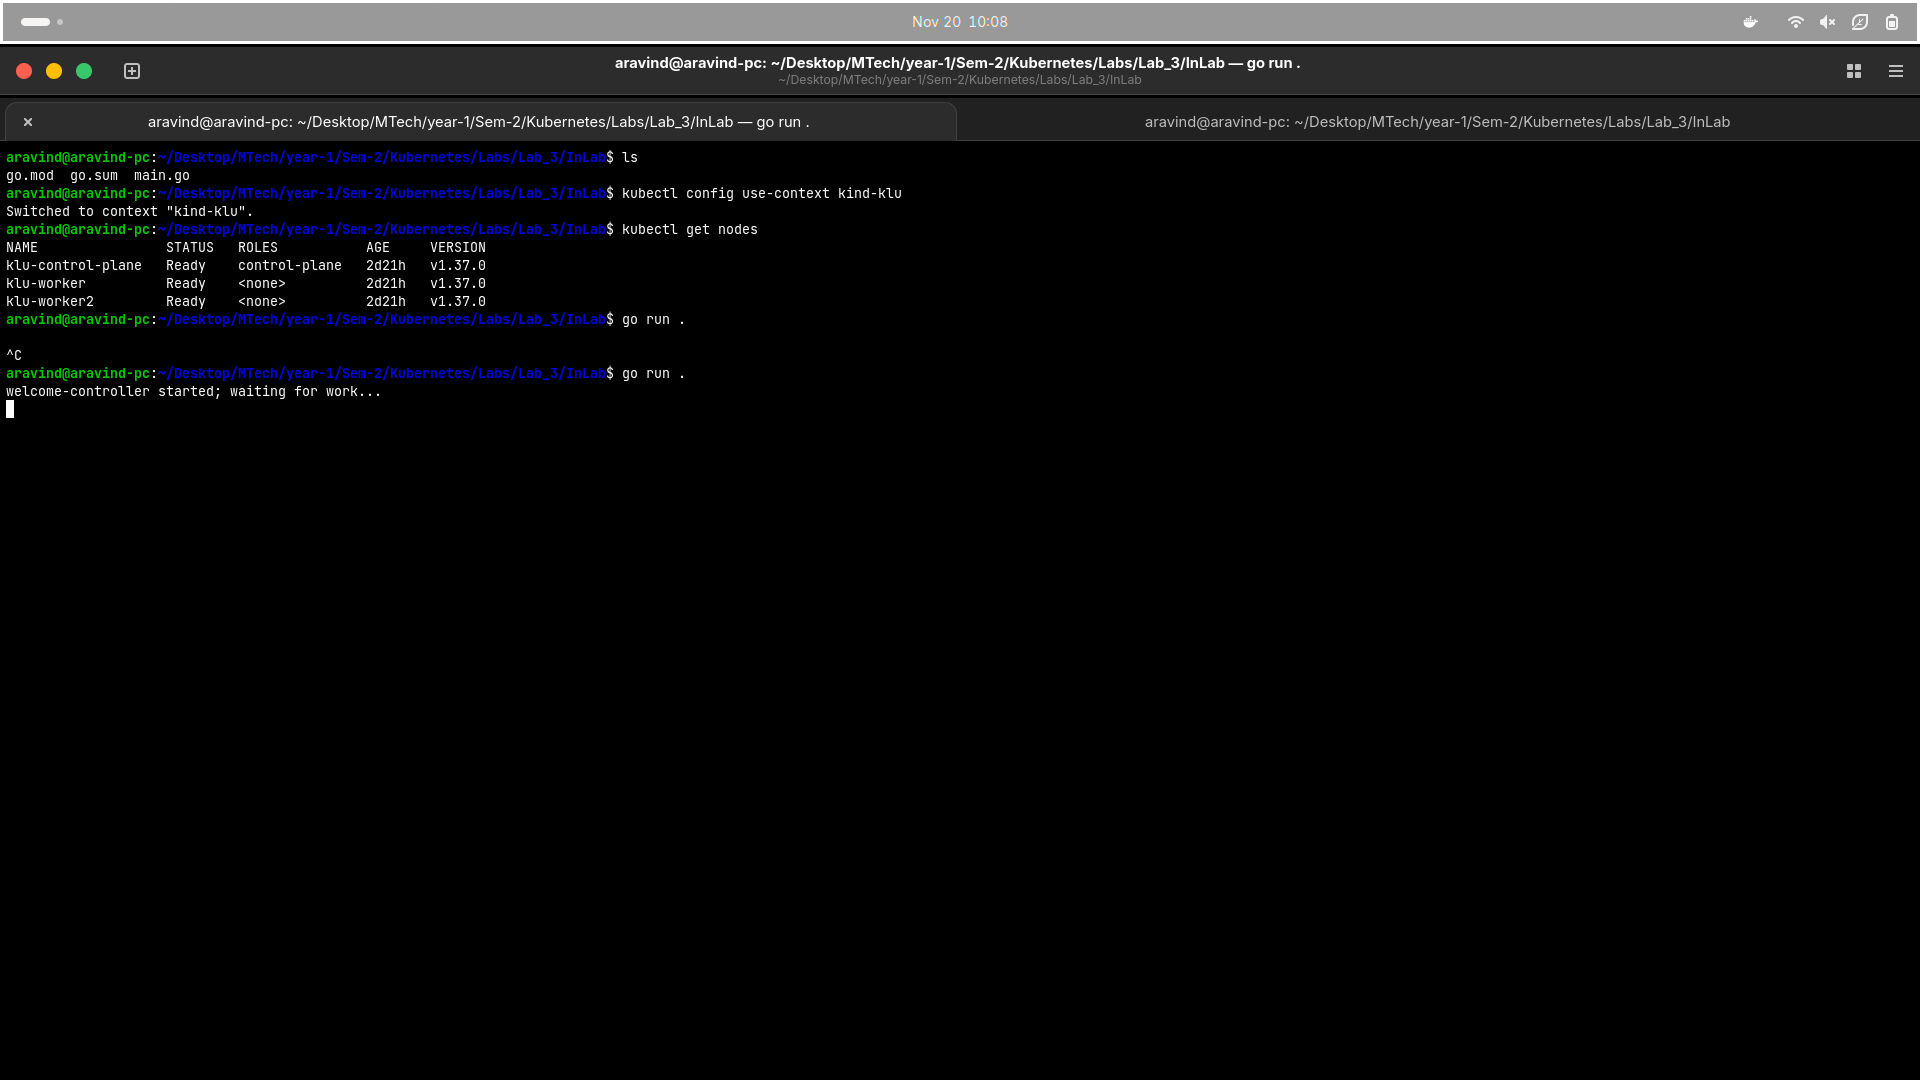 Nov 20 10:08
aravind@aravind-pc: ~/Desktop/MTech/year-1/Sem-2/Kubernetes/Labs/Lab_3/InLab — go run .
~/Desktop/MTech/year-1/Sem-2/Kubernetes/Labs/Lab_3/InLab
aravind@aravind-pc: ~/Desktop/MTech/year-1/Sem-2/Kubernetes/Labs/Lab_3/InLab — go run .
aravind@aravind-pc: ~/Desktop/MTech/year-1/Sem-2/Kubernetes/Labs/Lab_3/InLab
aravind@aravind-pc:~/Desktop/MTech/year-1/Sem-2/Kubernetes/Labs/Lab_3/InLab$ ls
go.mod  go.sum  main.go
aravind@aravind-pc:~/Desktop/MTech/year-1/Sem-2/Kubernetes/Labs/Lab_3/InLab$ kubectl config use-context kind-klu
Switched to context "kind-klu".
aravind@aravind-pc:~/Desktop/MTech/year-1/Sem-2/Kubernetes/Labs/Lab_3/InLab$ kubectl get nodes
NAME                STATUS   ROLES           AGE     VERSION
klu-control-plane   Ready    control-plane   2d21h   v1.37.0
klu-worker          Ready    <none>          2d21h   v1.37.0
klu-worker2         Ready    <none>          2d21h   v1.37.0
aravind@aravind-pc:~/Desktop/MTech/year-1/Sem-2/Kubernetes/Labs/Lab_3/InLab$ go run .
^C
aravind@aravind-pc:~/Desktop/MTech/year-1/Sem-2/Kubernetes/Labs/Lab_3/InLab$ go run .
welcome-controller started; waiting for work...